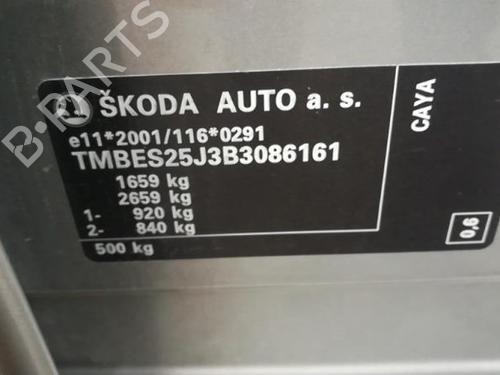 ŠKODA AUTO a. s.
e11*2001/116*0291
TMBES25J3B3086161
1659 kg
2659 kg
1- 920 kg
2- 840 kg
500 kg
CAYA
0,6
B-PARTS